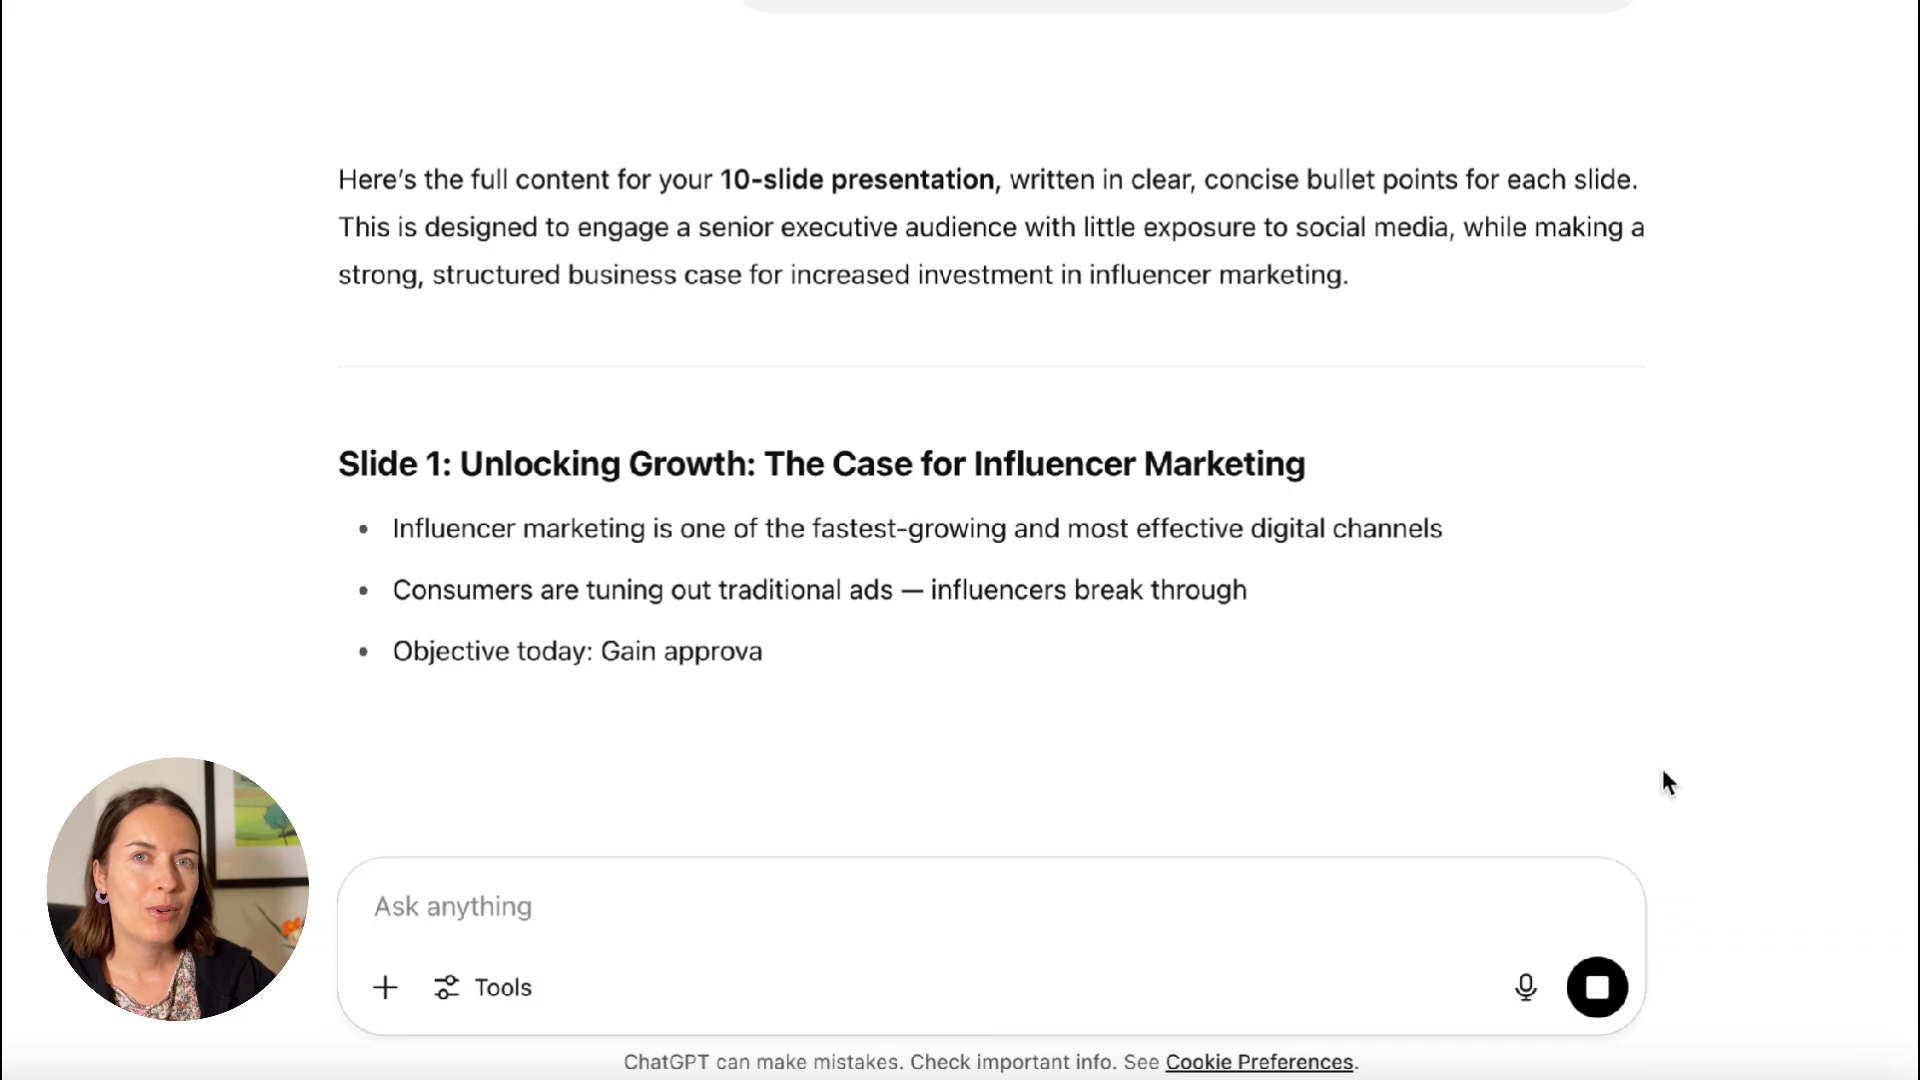 Here's the full content for your 10-slide presentation, written in clear, concise bullet points for each slide.
This is designed to engage a senior executive audience with little exposure to social media, while making a
strong, structured business case for increased investment in influencer marketing.
Slide 1: Unlocking Growth: The Case for Influencer Marketing
• Influencer marketing is one of the fastest-growing and most effective digital channels
• Consumers are tuning out traditional ads — influencers break through
• Objective today: Gain approva
Ask anything
Tools
ChatGPT can make mistakes. Check important info. See Cookie Preferences.